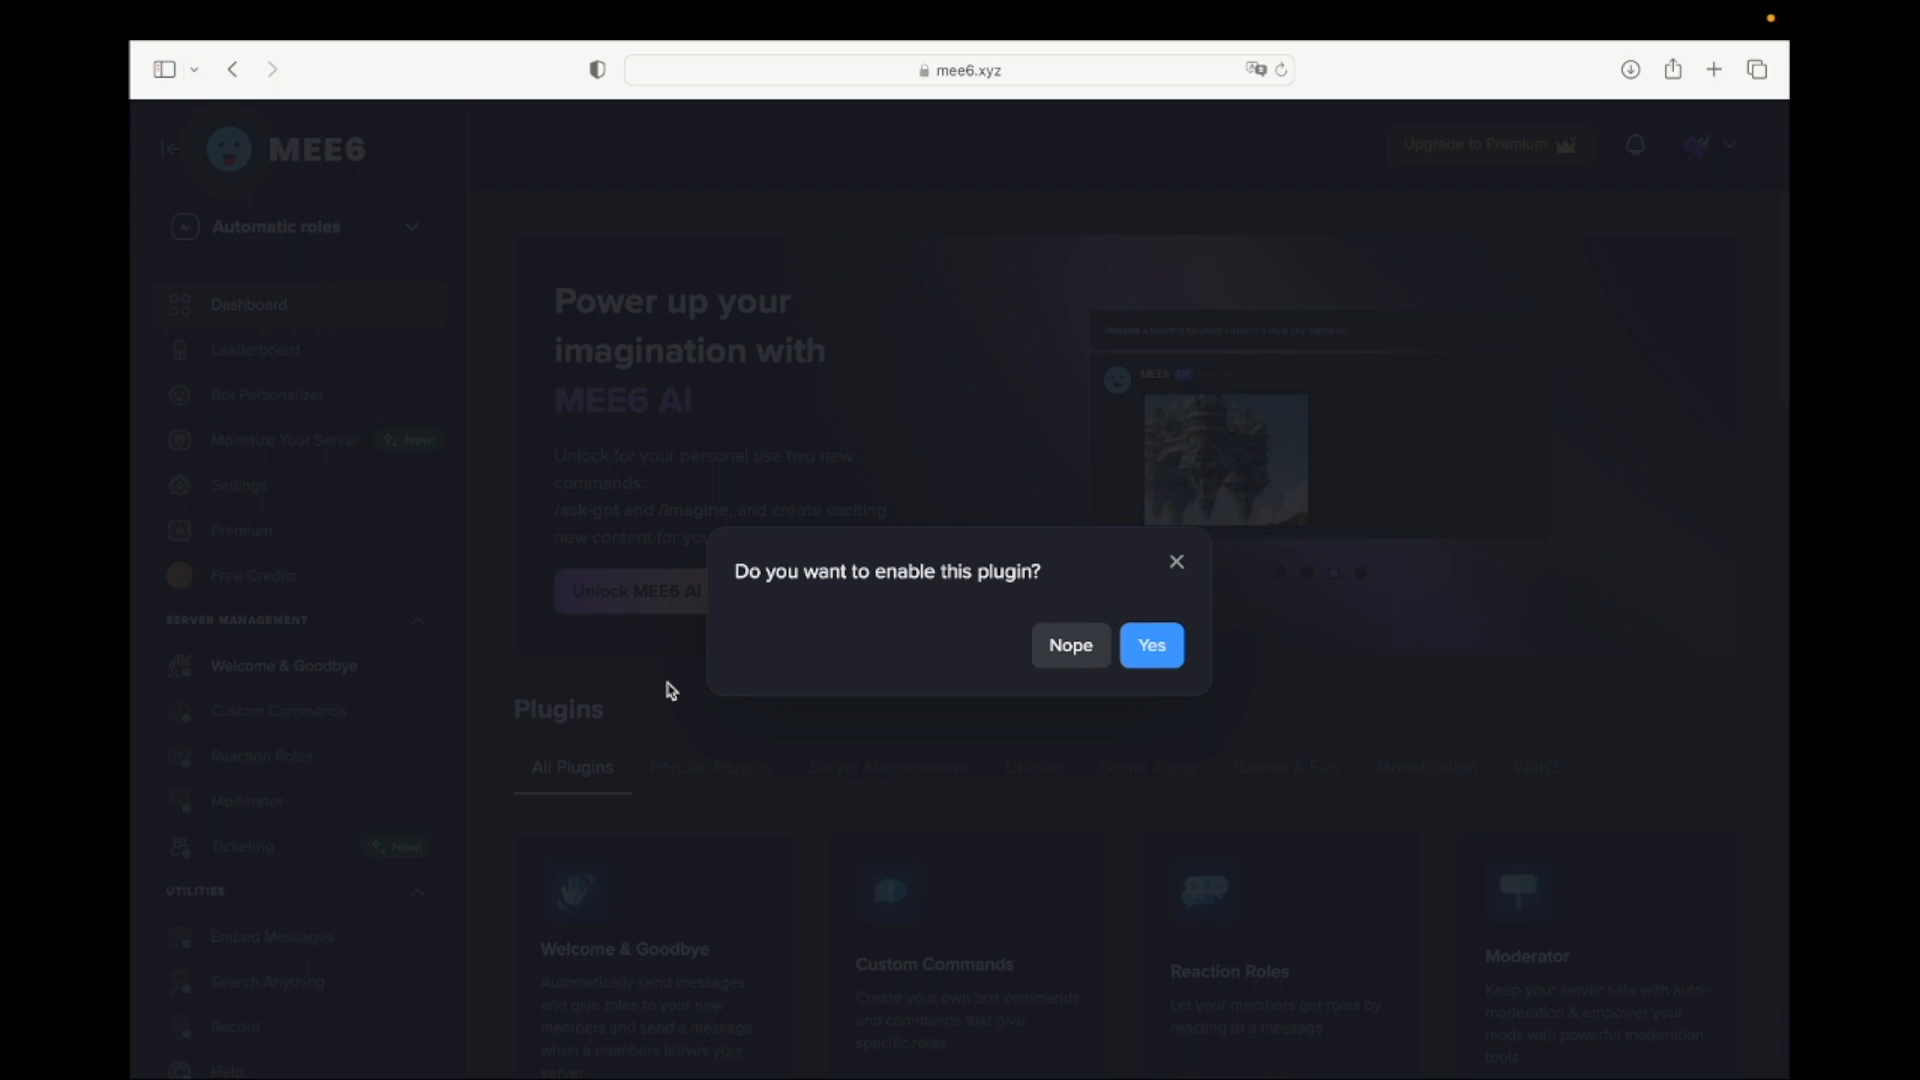 mee6.xyz
MEE6
Upgrade to Premium
Automatic roles
Dashboard
Leaderboard
Bot Personalizer
Monetize Your Server New!
Settings
Premium
Free Credits
SERVER MANAGEMENT
Welcome & Goodbye
Custom Commands
Reaction Roles
Moderator
Ticketing New!
UTILITIES
Embed Messages
Search Anything
Record
Help
Power up your
imagination with
MEE6 AI
Unlock for your personal use two new
commands:
/ask-gpt and /imagine, and create exciting
new content for you
Unlock MEE6 AI
MEE6
Do you want to enable this plugin?
Nope Yes
Plugins
All Plugins Popular Plugins Server Management Utilities Social Alerts Games & Fun Monetization Web3
Welcome & Goodbye
Automatically send messages
and give roles to your new
members and send a message
when a members leaves your
server
Custom Commands
Create your own text commands
and commands that give
specific roles.
Reaction Roles
Let your members get roles by
reacting to a message
Moderator
Keep your server safe with auto-
moderation & empower your
mods with powerful moderation
tools